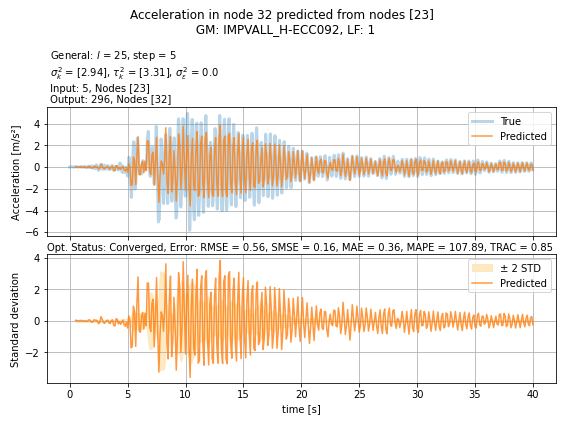 Acceleration in node 32 predicted from nodes [23]
GM: IMPVALL_H-ECC092, LF: 1
General: l = 25, step = 5
σ²ₖ = [2.94], τ²ₖ = [3.31], σ²ᵣ = 0.0
Input: 5, Nodes [23]
Output: 296, Nodes [32]
True
Predicted
Acceleration [m/s²]
4
2
0
−2
−4
−6
Opt. Status: Converged, Error: RMSE = 0.56, SMSE = 0.16, MAE = 0.36, MAPE = 107.89, TRAC = 0.85
± 2 STD
Predicted
Standard deviation
4
2
0
−2
0 5 10 15 20 25 30 35 40
time [s]